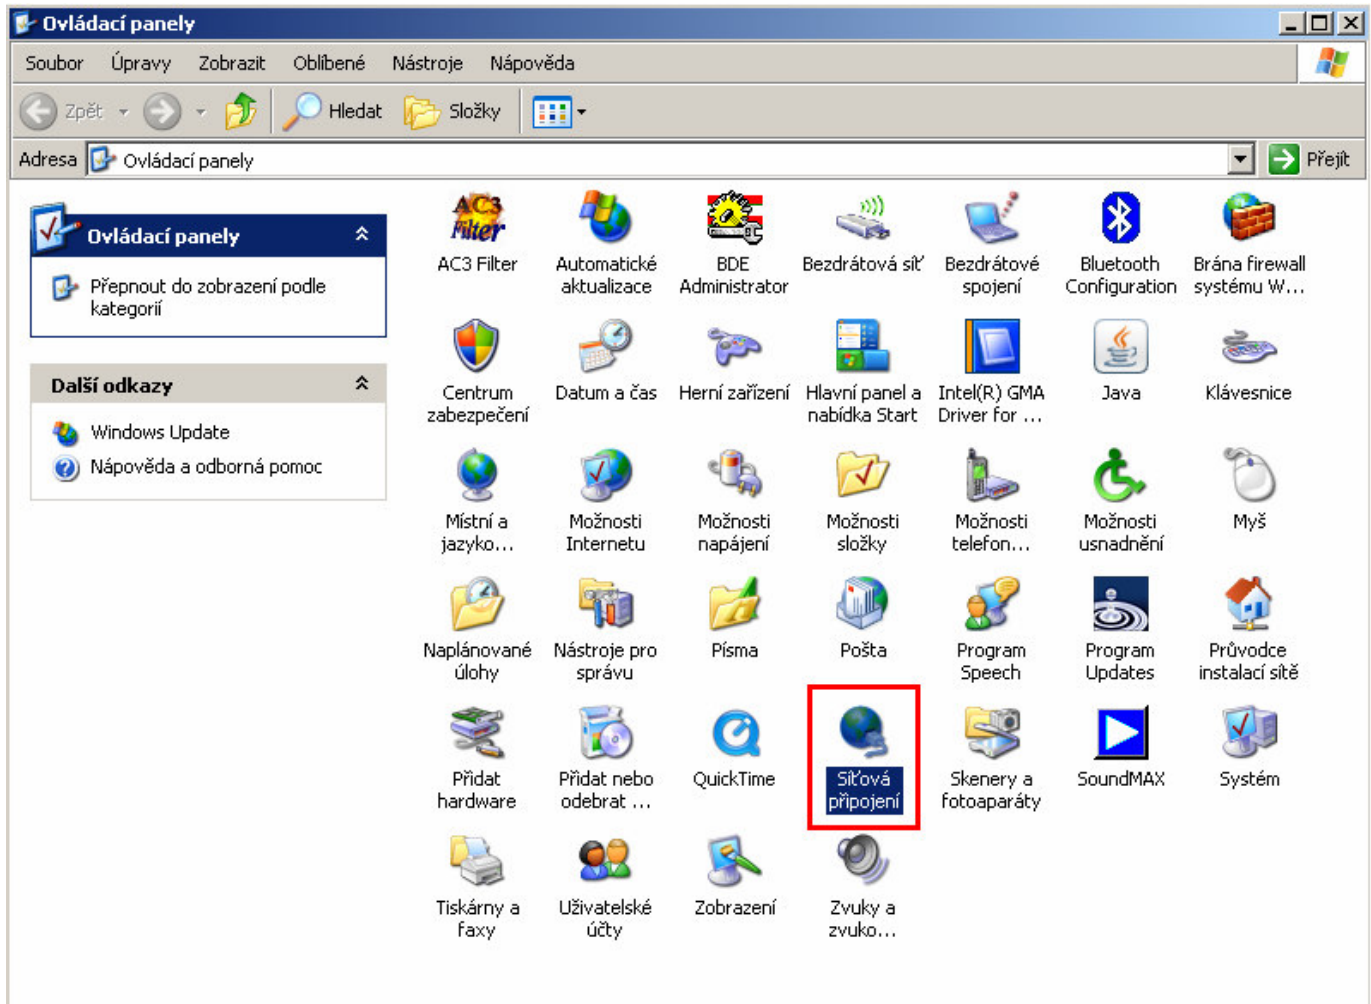 Ovládací panely
Soubor Úpravy Zobrazit Oblíbené Nástroje Nápověda
Zpět Hledat Složky
Adresa Ovládací panely Přejít
Ovládací panely
Přepnout do zobrazení podle
kategorií
Další odkazy
Windows Update
Nápověda a odborná pomoc
AC3
Filter
AC3 Filter
Automatické
aktualizace
BDE
Administrator
Bezdrátová síť
Bezdrátové
spojení
Bluetooth
Configuration
Brána firewall
systému W...
Centrum
zabezpečení
Datum a čas
Herní zařízení
Hlavní panel a
nabídka Start
Intel(R) GMA
Driver for ...
Java
Klávesnice
Místní a
jazyko...
Možnosti
Internetu
Možnosti
napájení
Možnosti
složky
Možnosti
telefon...
Možnosti
usnadnění
Myš
Naplánované
úlohy
Nástroje pro
správu
Písma
Pošta
Program
Speech
Program
Updates
Průvodce
instalací sítě
Přidat
hardware
Přidat nebo
odebrat ...
QuickTime
Síťová
připojení
Skenery a
fotoaparáty
SoundMAX
Systém
Tiskárny a
faxy
Uživatelské
účty
Zobrazení
Zvuky a
zvuko...